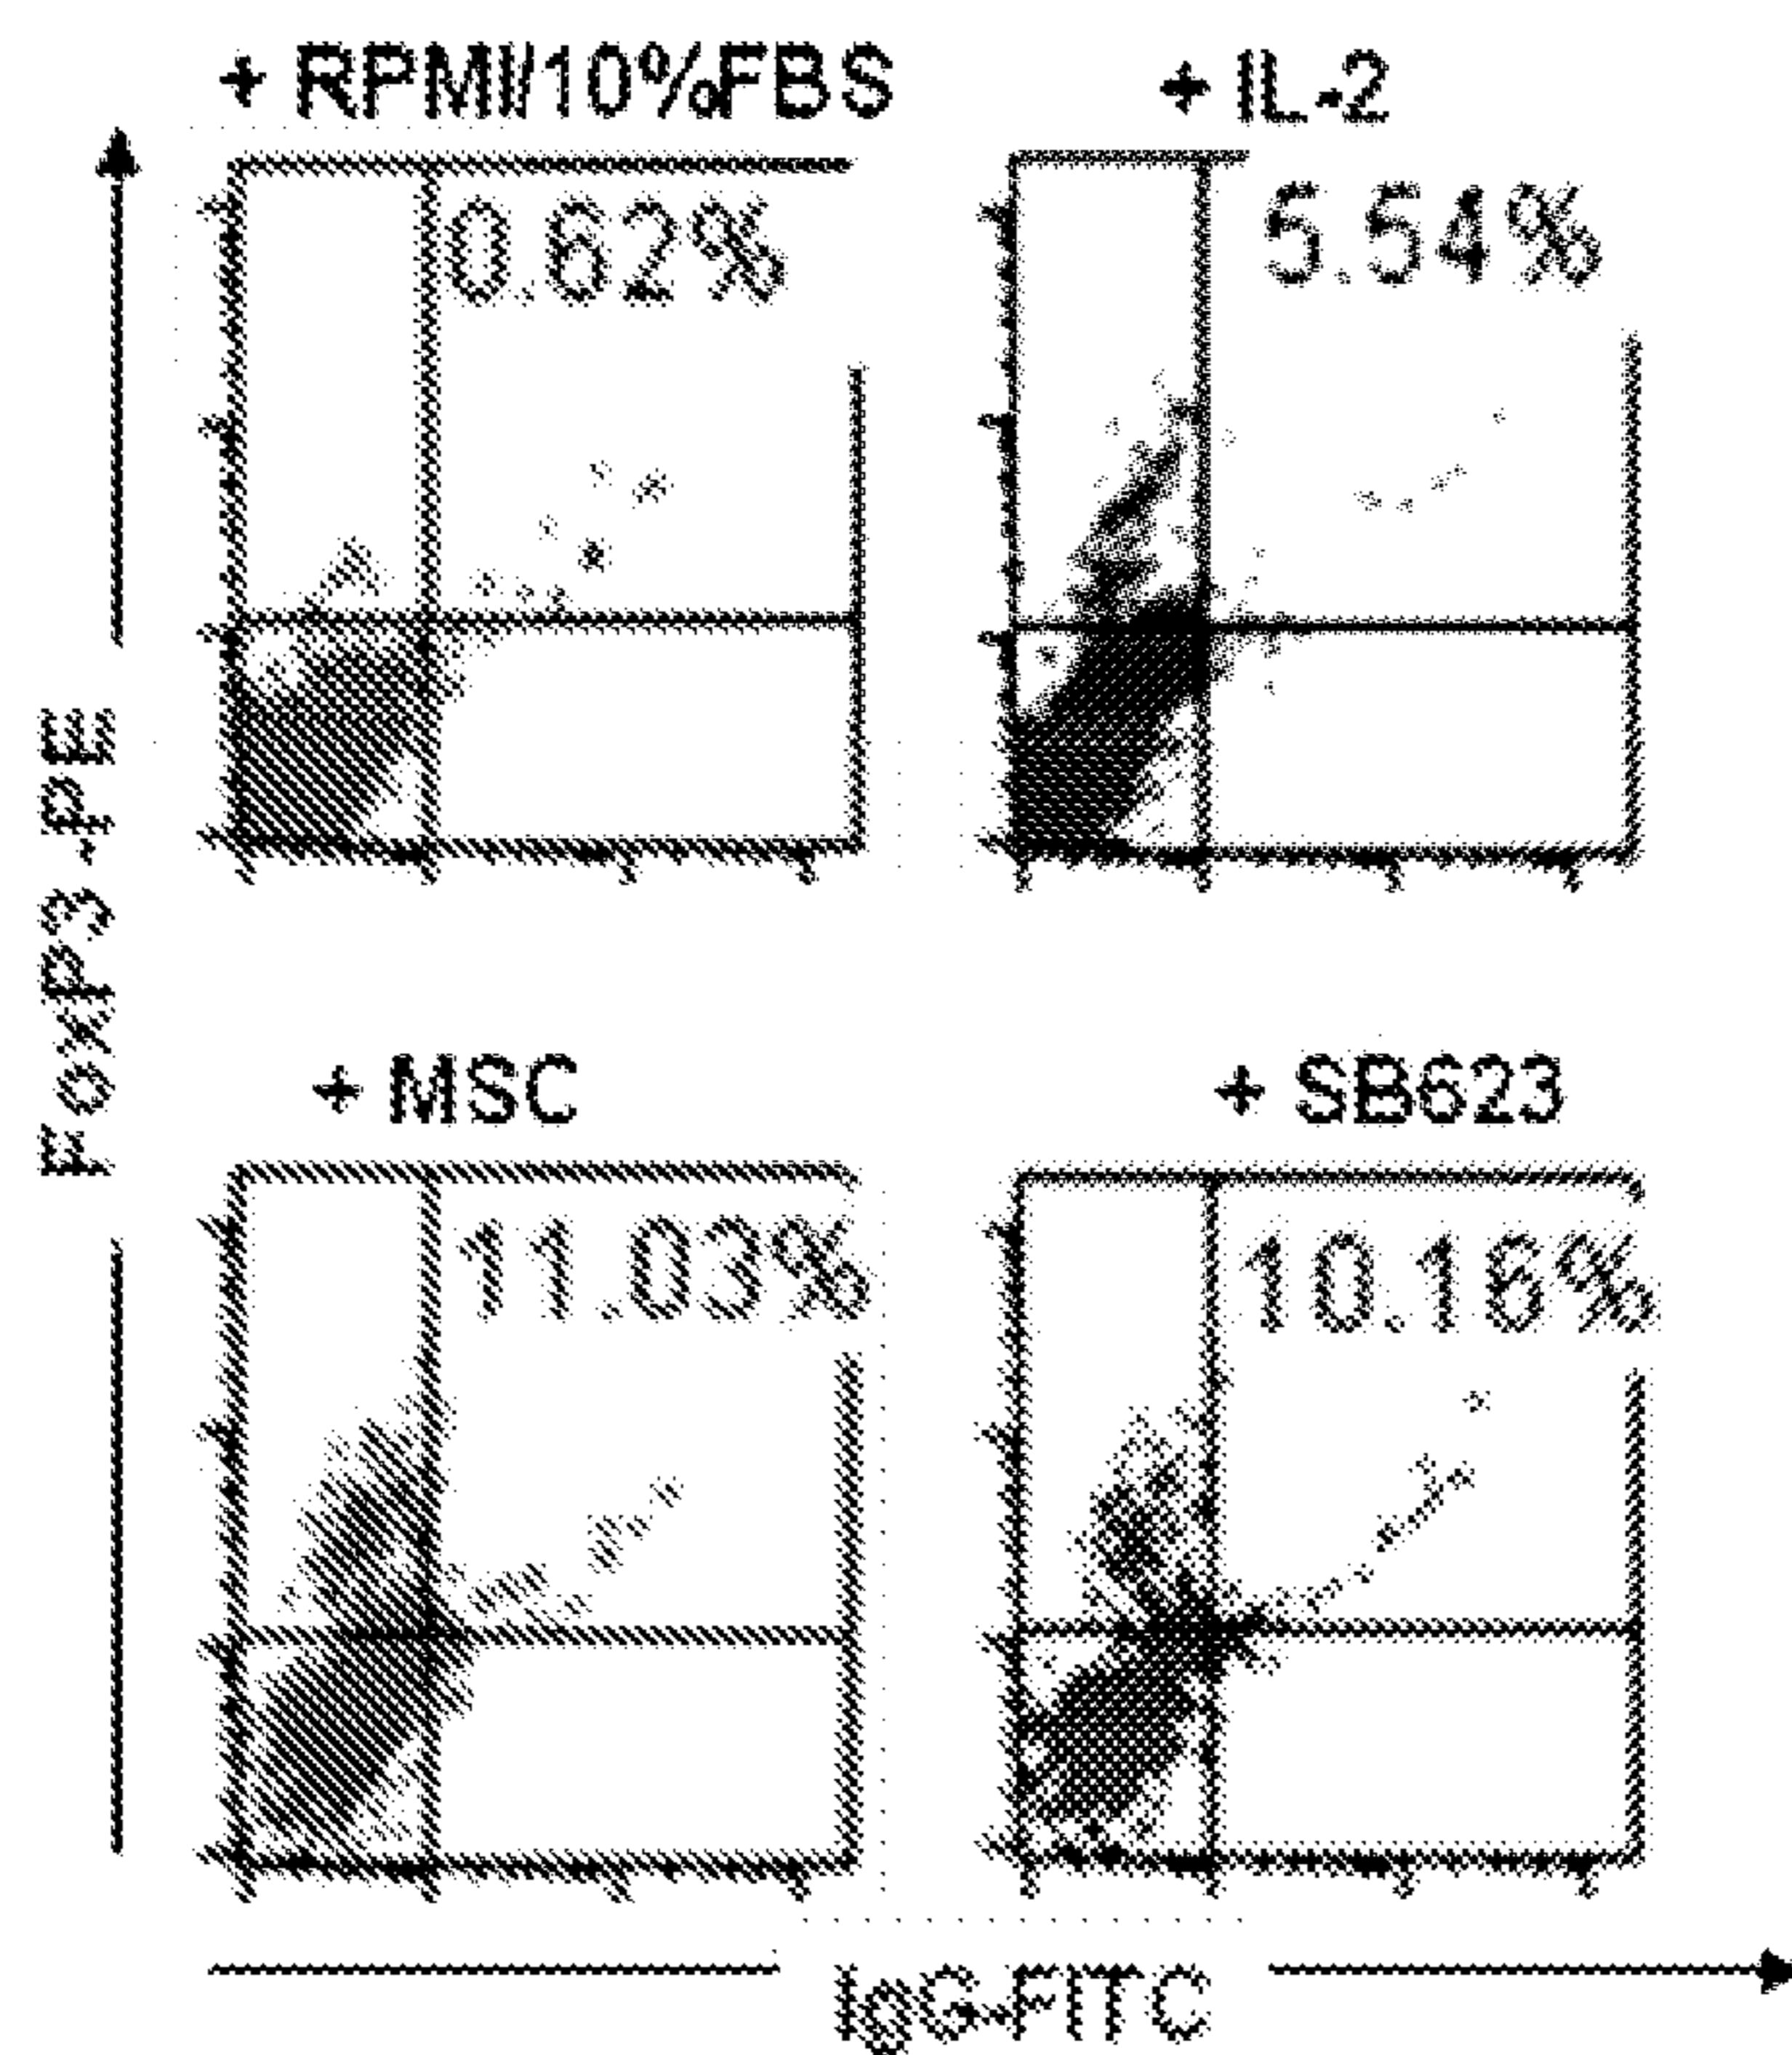 + RPMI/10%FBS
+ IL-2
0.62%
5.54%
FoxP3-PE
+ MSC
+ SB623
11.03%
10.16%
IgG-FITC